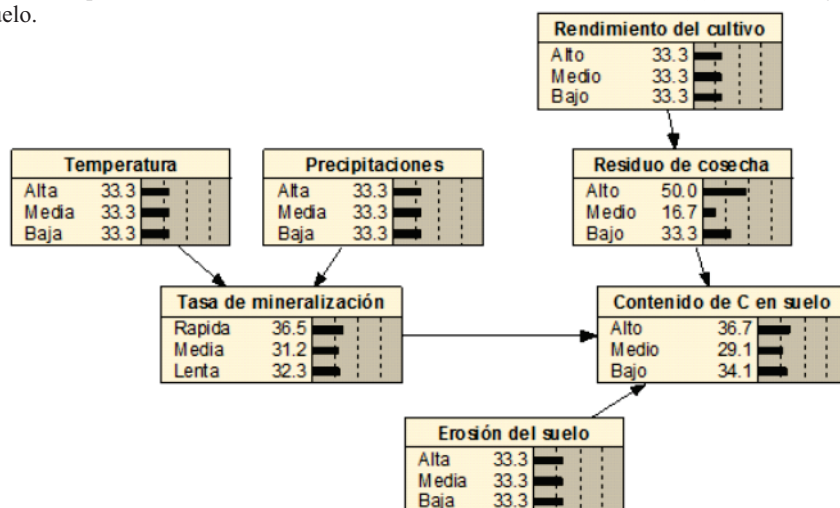 uelo.
Rendimiento del cultivo
Alto 33.3
Medio 33.3
Bajo 33.3
Temperatura
Alta 33.3
Media 33.3
Baja 33.3
Precipitaciones
Alta 33.3
Media 33.3
Baja 33.3
Residuo de cosecha
Alto 50.0
Medio 16.7
Bajo 33.3
Tasa de mineralización
Rapida 36.5
Media 31.2
Lenta 32.3
Contenido de C en suelo
Alto 36.7
Medio 29.1
Bajo 34.1
Erosión del suelo
Alta 33.3
Media 33.3
Baja 33.3